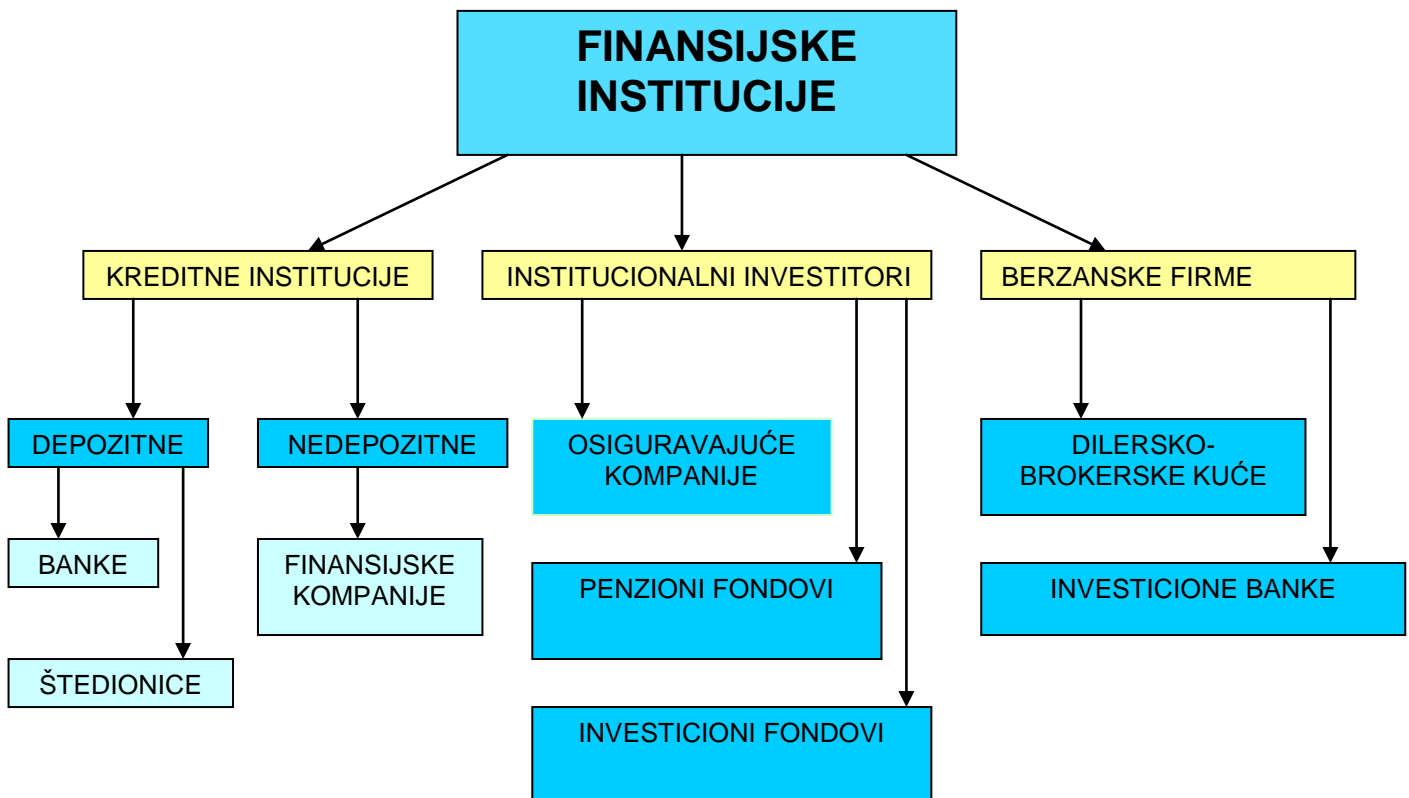 FINANSIJSKE
INSTITUCIJE
KREDITNE INSTITUCIJE
INSTITUCIONALNI INVESTITORI
BERZANSKE FIRME
DEPOZITNE
NEDEPOZITNE
OSIGURAVAJUĆE
KOMPANIJE
DILERSKO-
BROKERSKE KUĆE
BANKE
FINANSIJSKE
KOMPANIJE
PENZIONI FONDOVI
INVESTICIONE BANKE
ŠTEDIONICE
INVESTICIONI FONDOVI